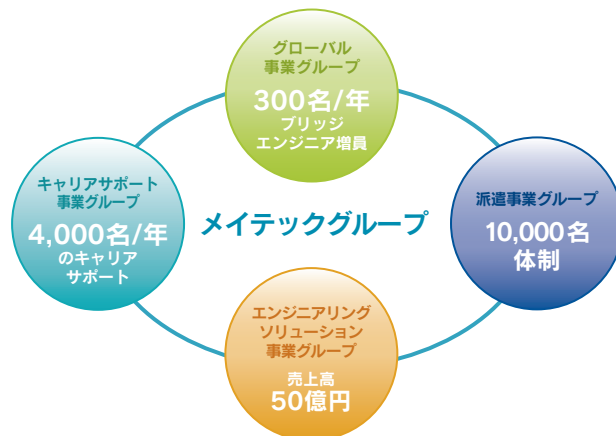 グローバル
事業グループ
300名/年
ブリッジ
エンジニア増員
キャリアサポート
事業グループ
4,000名/年
のキャリア
サポート
メイテックグループ
派遣事業グループ
10,000名
体制
エンジニアリング
ソリューション
事業グループ
売上高
50億円